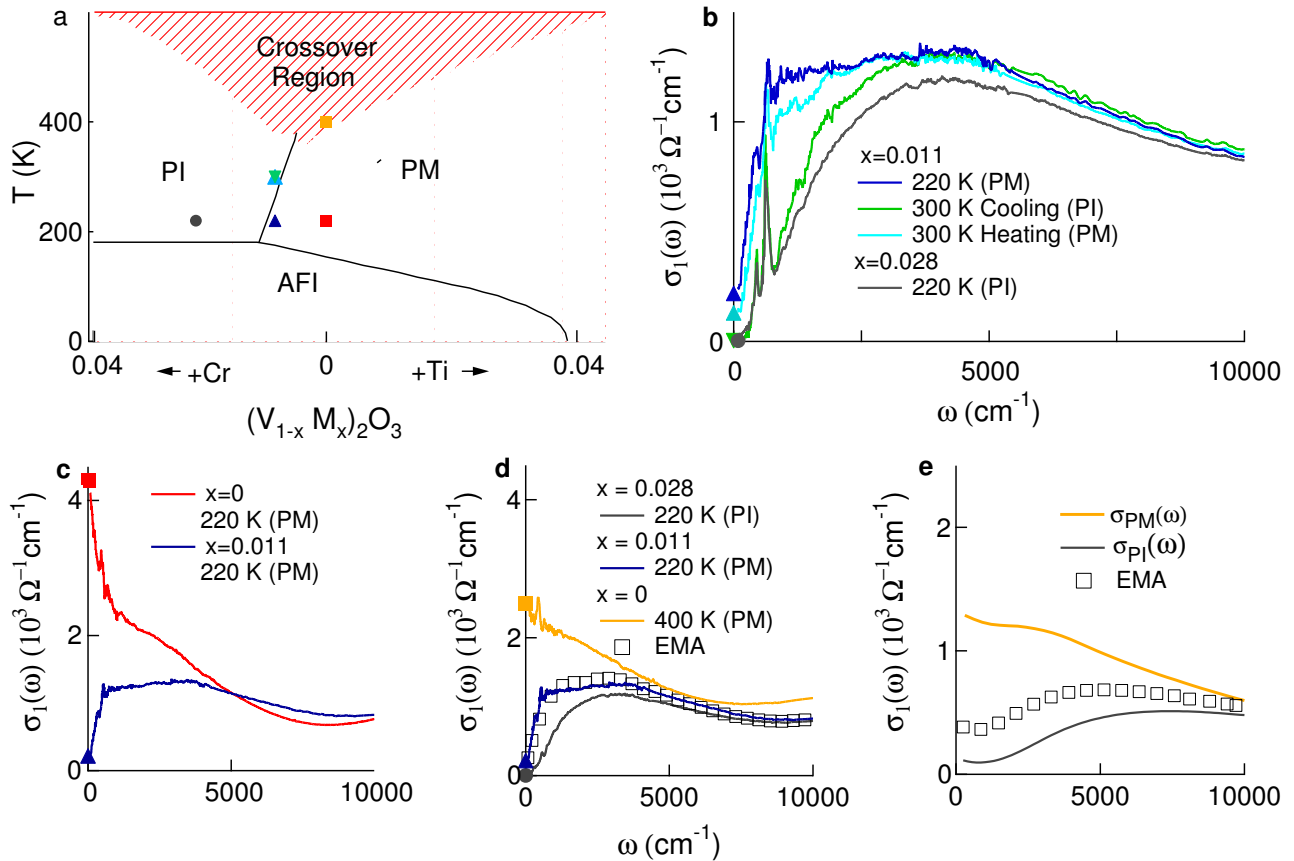 a
Crossover
Region
T (K)
400
200
0
PI
PM
AFI
0.04
0
0.04
+Cr
+Ti
(V1-x Mx)2O3
b
σ1(ω) (10³ Ω⁻¹cm⁻¹)
1
0
x=0.011
220 K (PM)
300 K Cooling (PI)
300 K Heating (PM)
x=0.028
220 K (PI)
0
5000
10000
ω (cm⁻¹)
c
σ1(ω) (10³ Ω⁻¹cm⁻¹)
4
2
0
x=0
220 K (PM)
x=0.011
220 K (PM)
0
5000
10000
d
σ1(ω) (10³ Ω⁻¹cm⁻¹)
4
2
0
x = 0.028
220 K (PI)
x = 0.011
220 K (PM)
x = 0
400 K (PM)
EMA
0
5000
10000
ω (cm⁻¹)
e
σ1(ω) (10³ Ω⁻¹cm⁻¹)
2
1
0
σPM(ω)
σPI(ω)
EMA
0
5000
10000